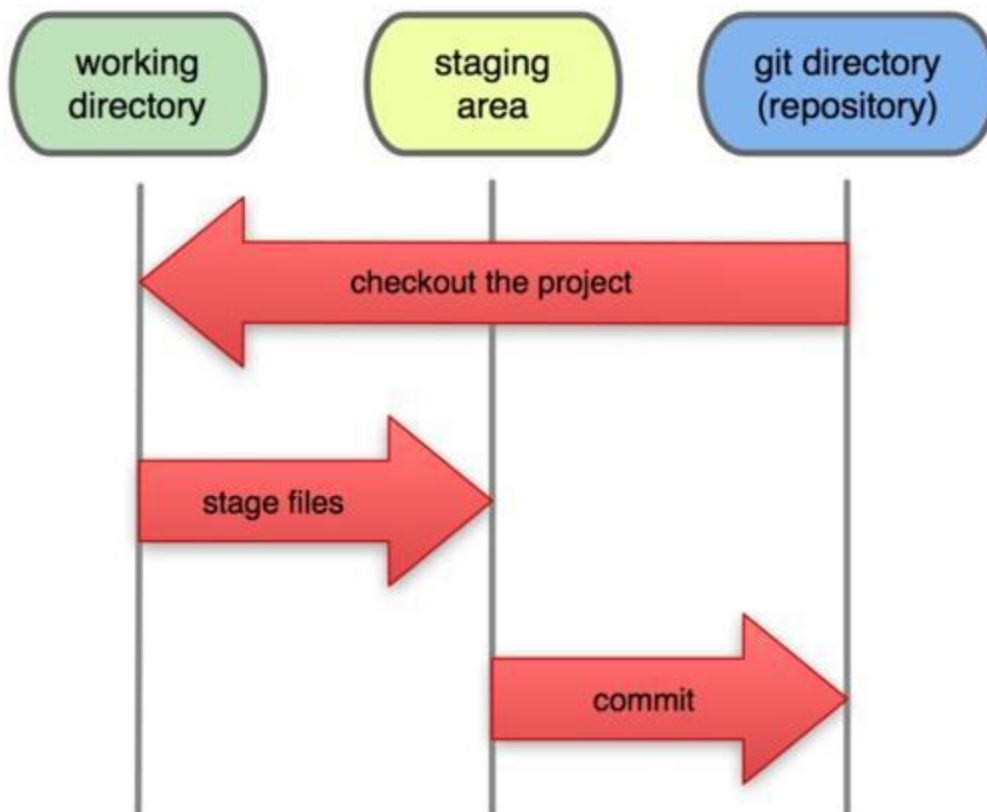 working
directory
staging
area
git directory
(repository)
checkout the project
stage files
commit